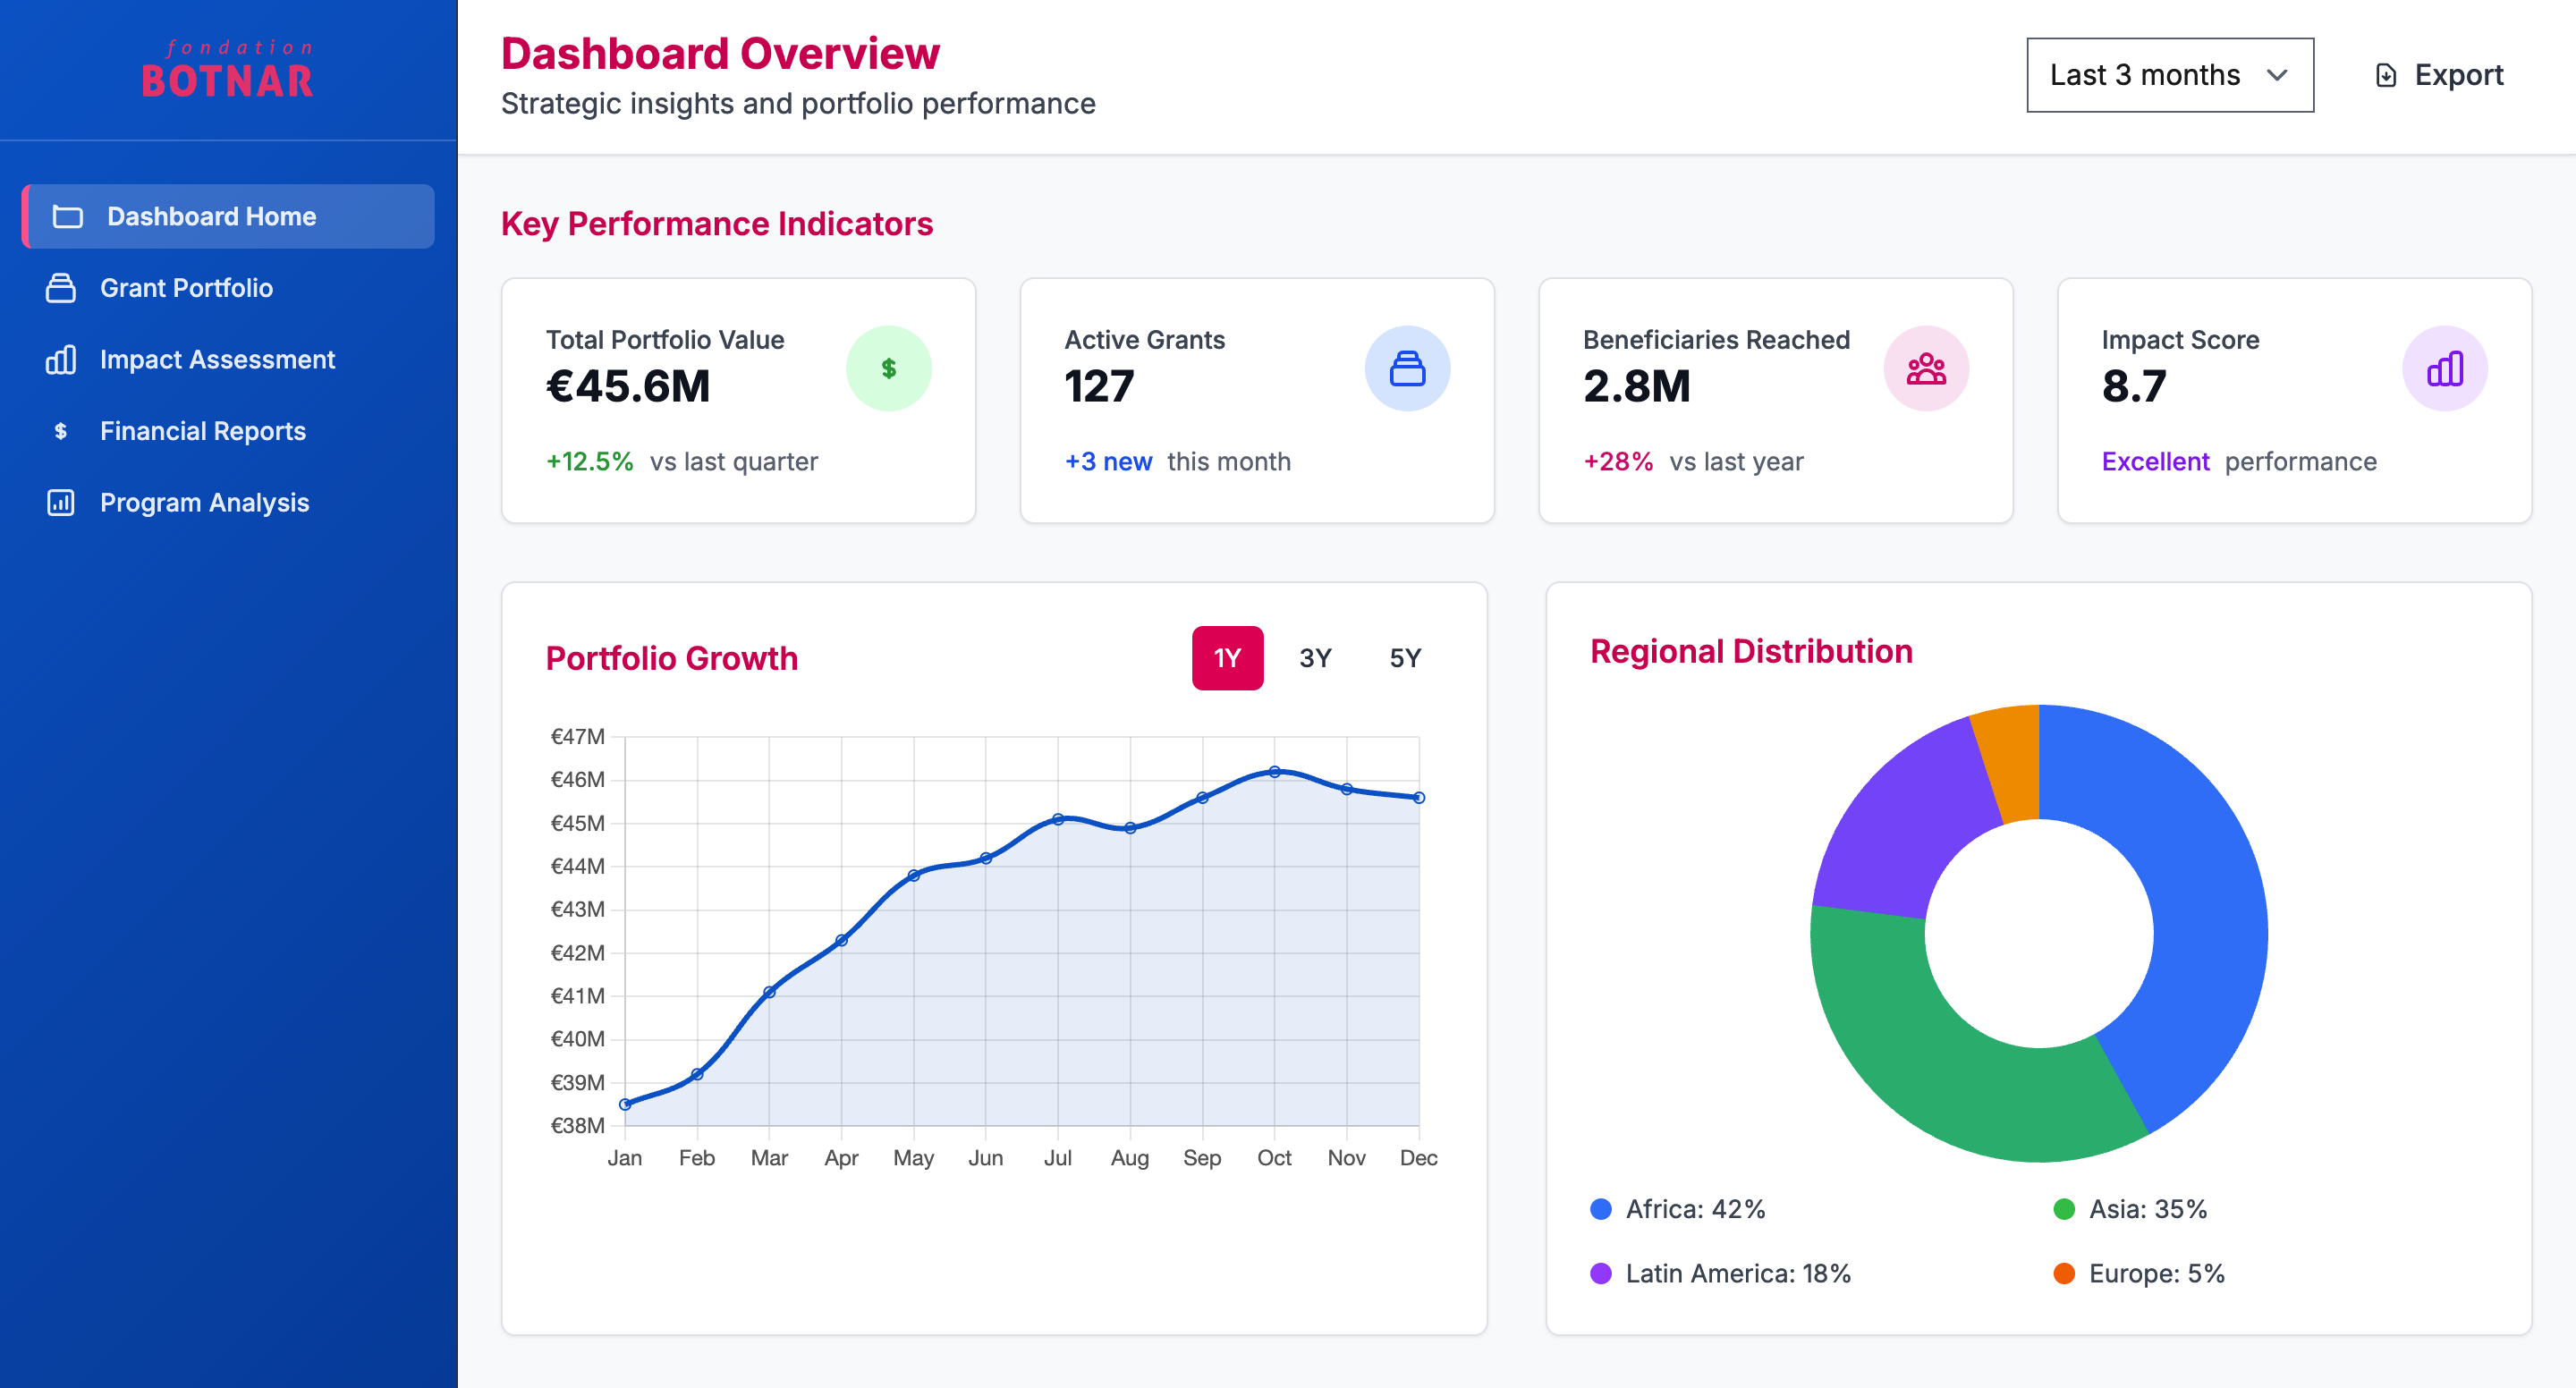 fondation
BOTNAR
Dashboard Home
Grant Portfolio
Impact Assessment
$ Financial Reports
Program Analysis
Dashboard Overview
Strategic insights and portfolio performance
Last 3 months
Export
Key Performance Indicators
Total Portfolio Value
€45.6M
$
+12.5% vs last quarter
Active Grants
127
+3 new this month
Beneficiaries Reached
2.8M
+28% vs last year
Impact Score
8.7
Excellent performance
Portfolio Growth
1Y 3Y 5Y
€47M
€46M
€45M
€44M
€43M
€42M
€41M
€40M
€39M
€38M
Jan Feb Mar Apr May Jun Jul Aug Sep Oct Nov Dec
Regional Distribution
Africa: 42%
Asia: 35%
Latin America: 18%
Europe: 5%